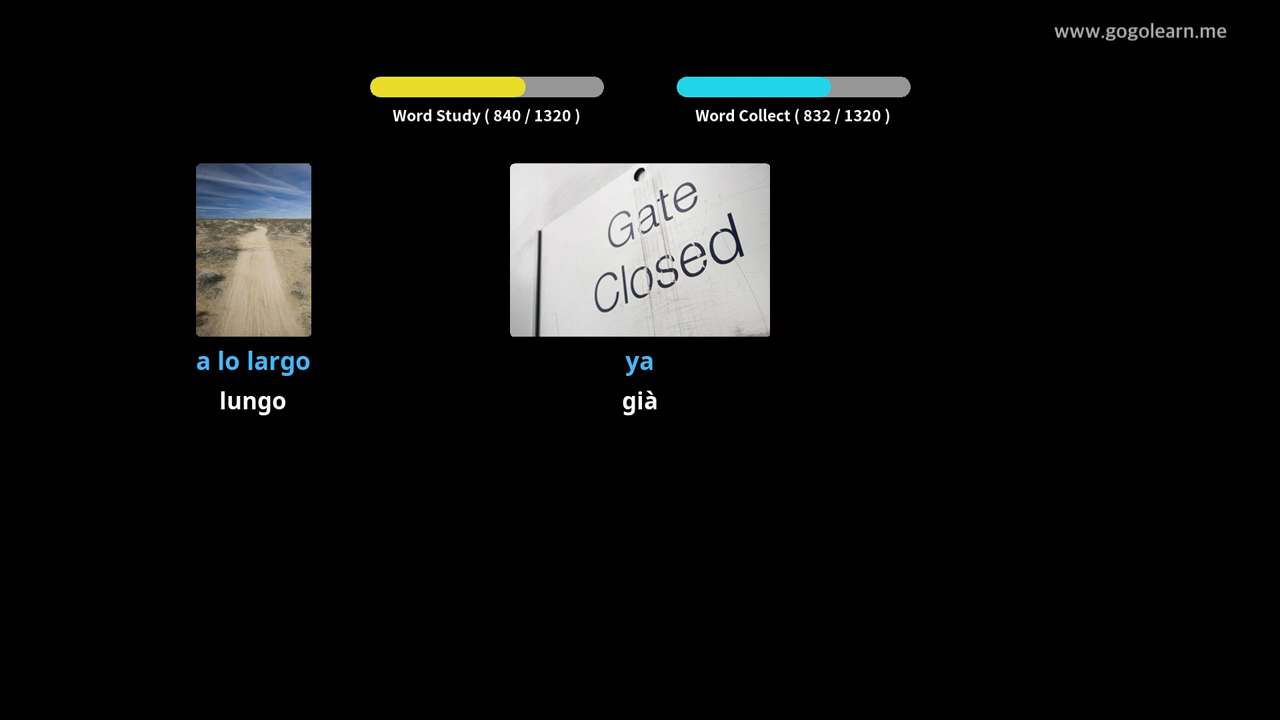 www.gogolearn.me
Word Study ( 840 / 1320 )
Word Collect ( 832 / 1320 )
Gate
Closed
a lo largo
lungo
ya
già